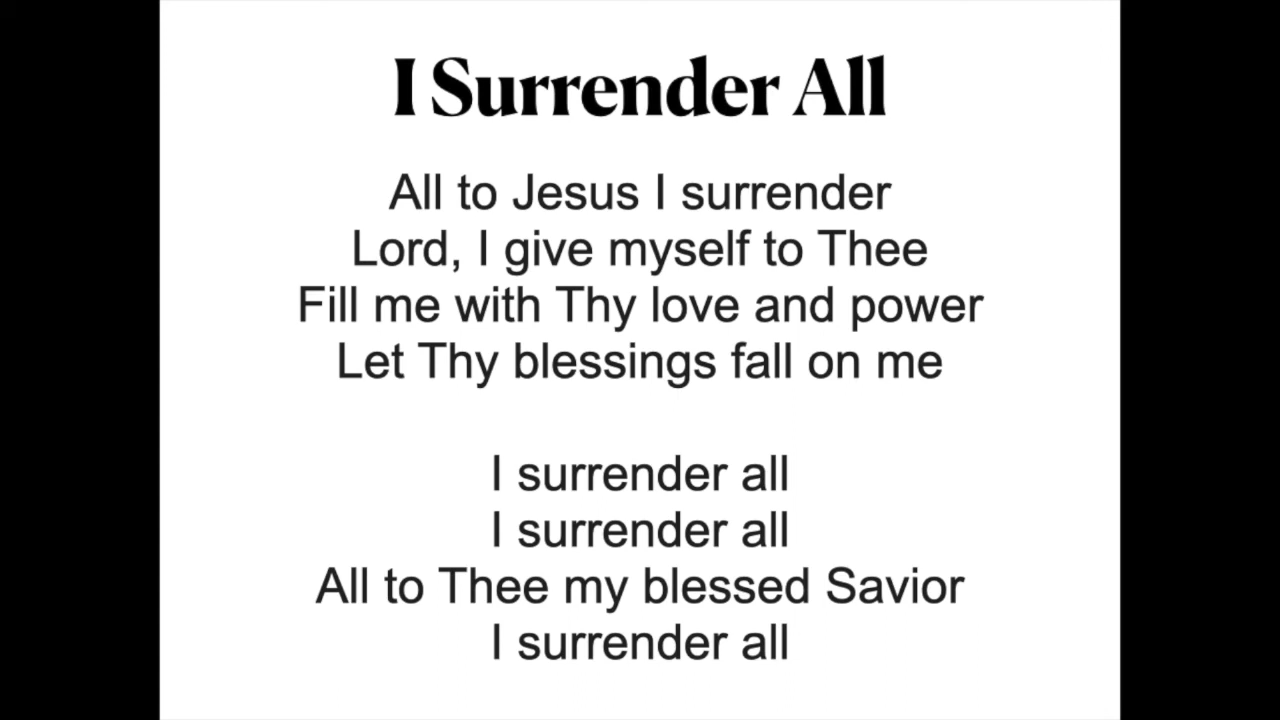 I Surrender All
All to Jesus I surrender
Lord, I give myself to Thee
Fill me with Thy love and power
Let Thy blessings fall on me
I surrender all
I surrender all
All to Thee my blessed Savior
I surrender all